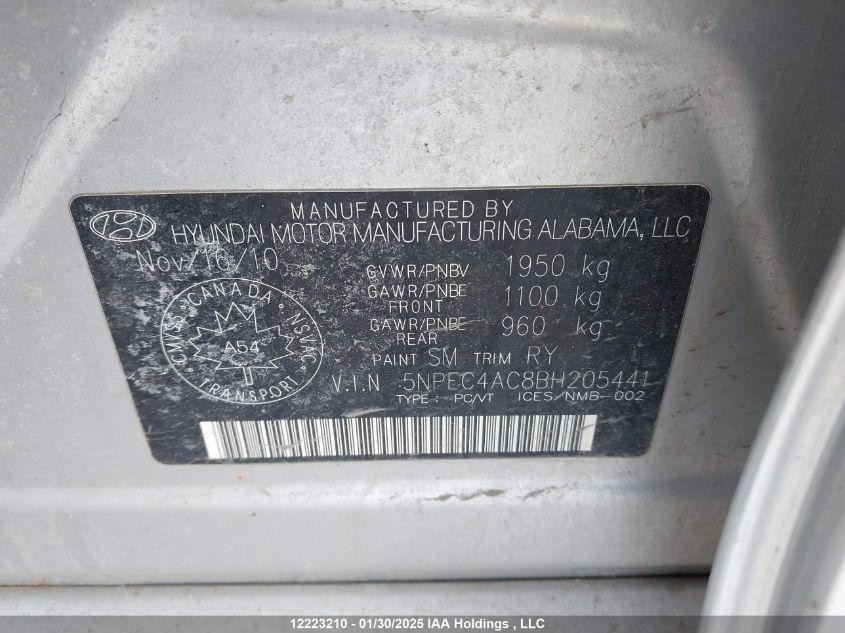 MANUFACTURED BY
HYUNDAI MOTOR MANUFACTURING ALABAMA, LLC
Nov/16/10
GVWR/PNBV 1950 kg
GAWR/PNBE FRONT 1100 kg
GAWR/PNBE REAR 960 kg
PAINT SM TRIM RY
V.I.N 5NPEC4AC8BH205441
TYPE: PC/VT ICES/NMB-002
CANADA
CMVSS
NSVAC
A54
TRANSPORT
12223210 - 01/30/2025 IAA Holdings , LLC